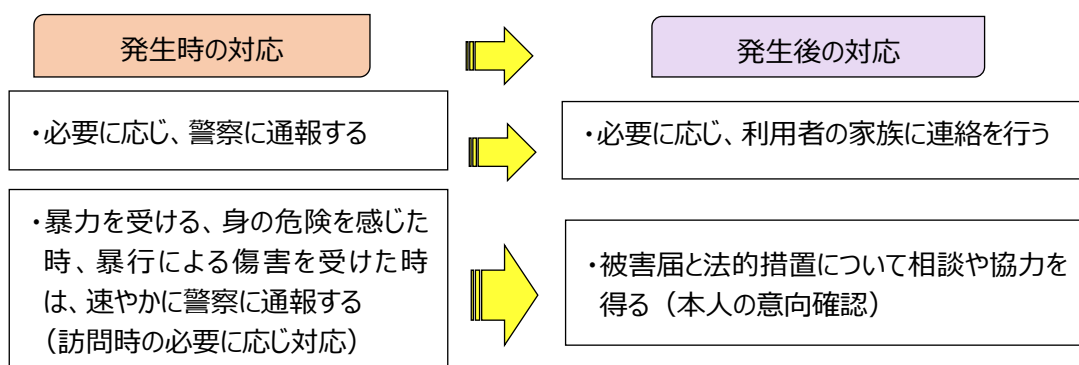 発生時の対応
発生後の対応
・必要に応じ、警察に通報する
・必要に応じ、利用者の家族に連絡を行う
・暴力を受ける、身の危険を感じた
時、暴行による傷害を受けた時
は、速やかに警察に通報する
（訪問時の必要に応じ対応）
・被害届と法的措置について相談や協力を
得る（本人の意向確認）